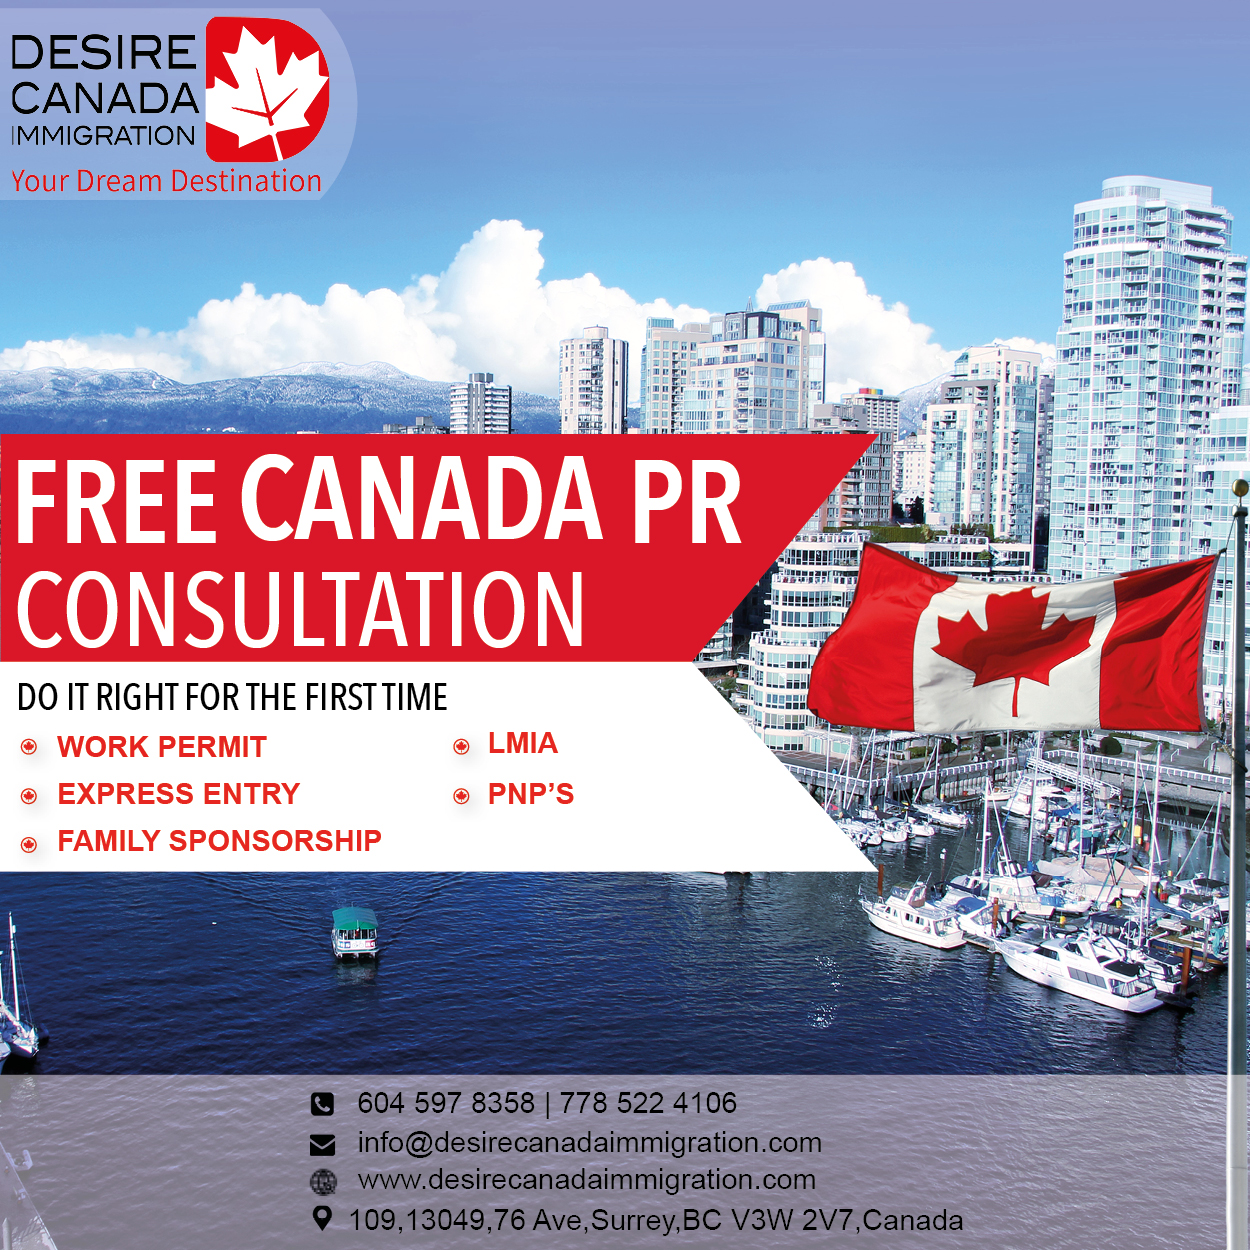 DESIRE
CANADA
IMMIGRATION
Your Dream Destination
FREE CANADA PR
CONSULTATION
DO IT RIGHT FOR THE FIRST TIME
WORK PERMIT
EXPRESS ENTRY
FAMILY SPONSORSHIP
LMIA
PNP'S
604 597 8358 | 778 522 4106
info@desirecanadaimmigration.com
www.desirecanadaimmigration.com
109,13049,76 Ave,Surrey,BC V3W 2V7,Canada